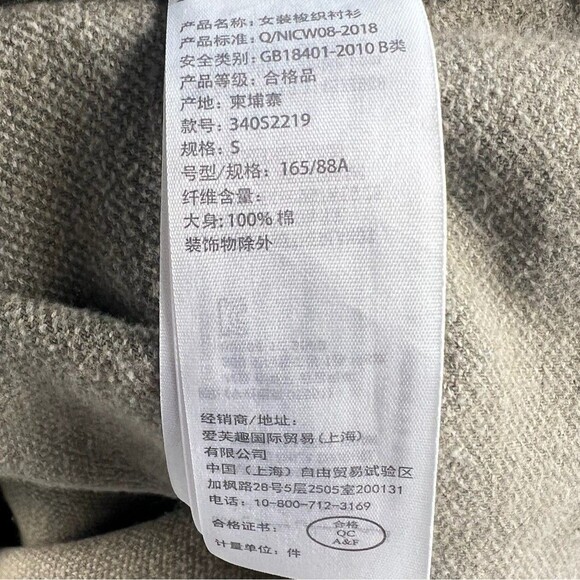 产品名称: 女装梭织衬衫
产品标准: Q/NICW08-2018
安全类别: GB18401-2010 B类
产品等级: 合格品
产地: 柬埔寨
款号: 340S2219
规格: S
号型/规格: 165/88A
纤维含量:
大身: 100% 棉
装饰物除外
经销商/地址:
爱芙趣国际贸易(上海)
有限公司
中国(上海)自由贸易试验区
加枫路28号5层2505室200131
电话: 10-800-712-3169
合格证书:
合格
QC
A&F
计量单位: 件